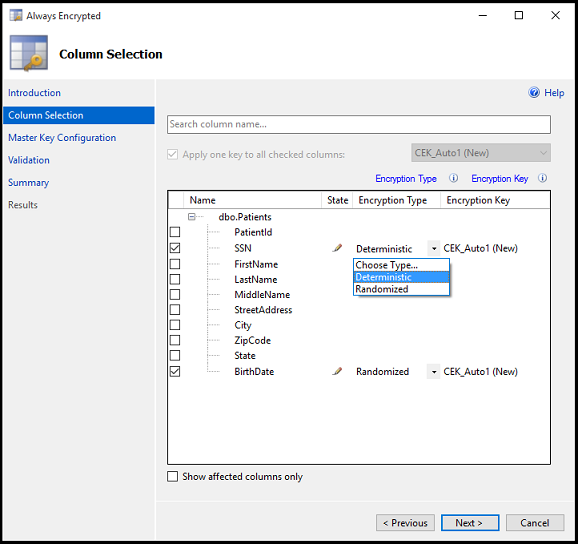 Always Encrypted
Column Selection
Introduction
Help
Column Selection
Search column name...
Master Key Configuration
Apply one key to all checked columns:
CEK_Auto1 (New)
Validation
Summary
Encryption Type
Encryption Key
Results
Name State Encryption Type Encryption Key
dbo.Patients
PatientId
SSN Deterministic CEK_Auto1 (New)
FirstName Choose Type...
LastName Deterministic
MiddleName Randomized
StreetAddress
City
ZipCode
State
BirthDate Randomized CEK_Auto1 (New)
Show affected columns only
< Previous Next > Cancel